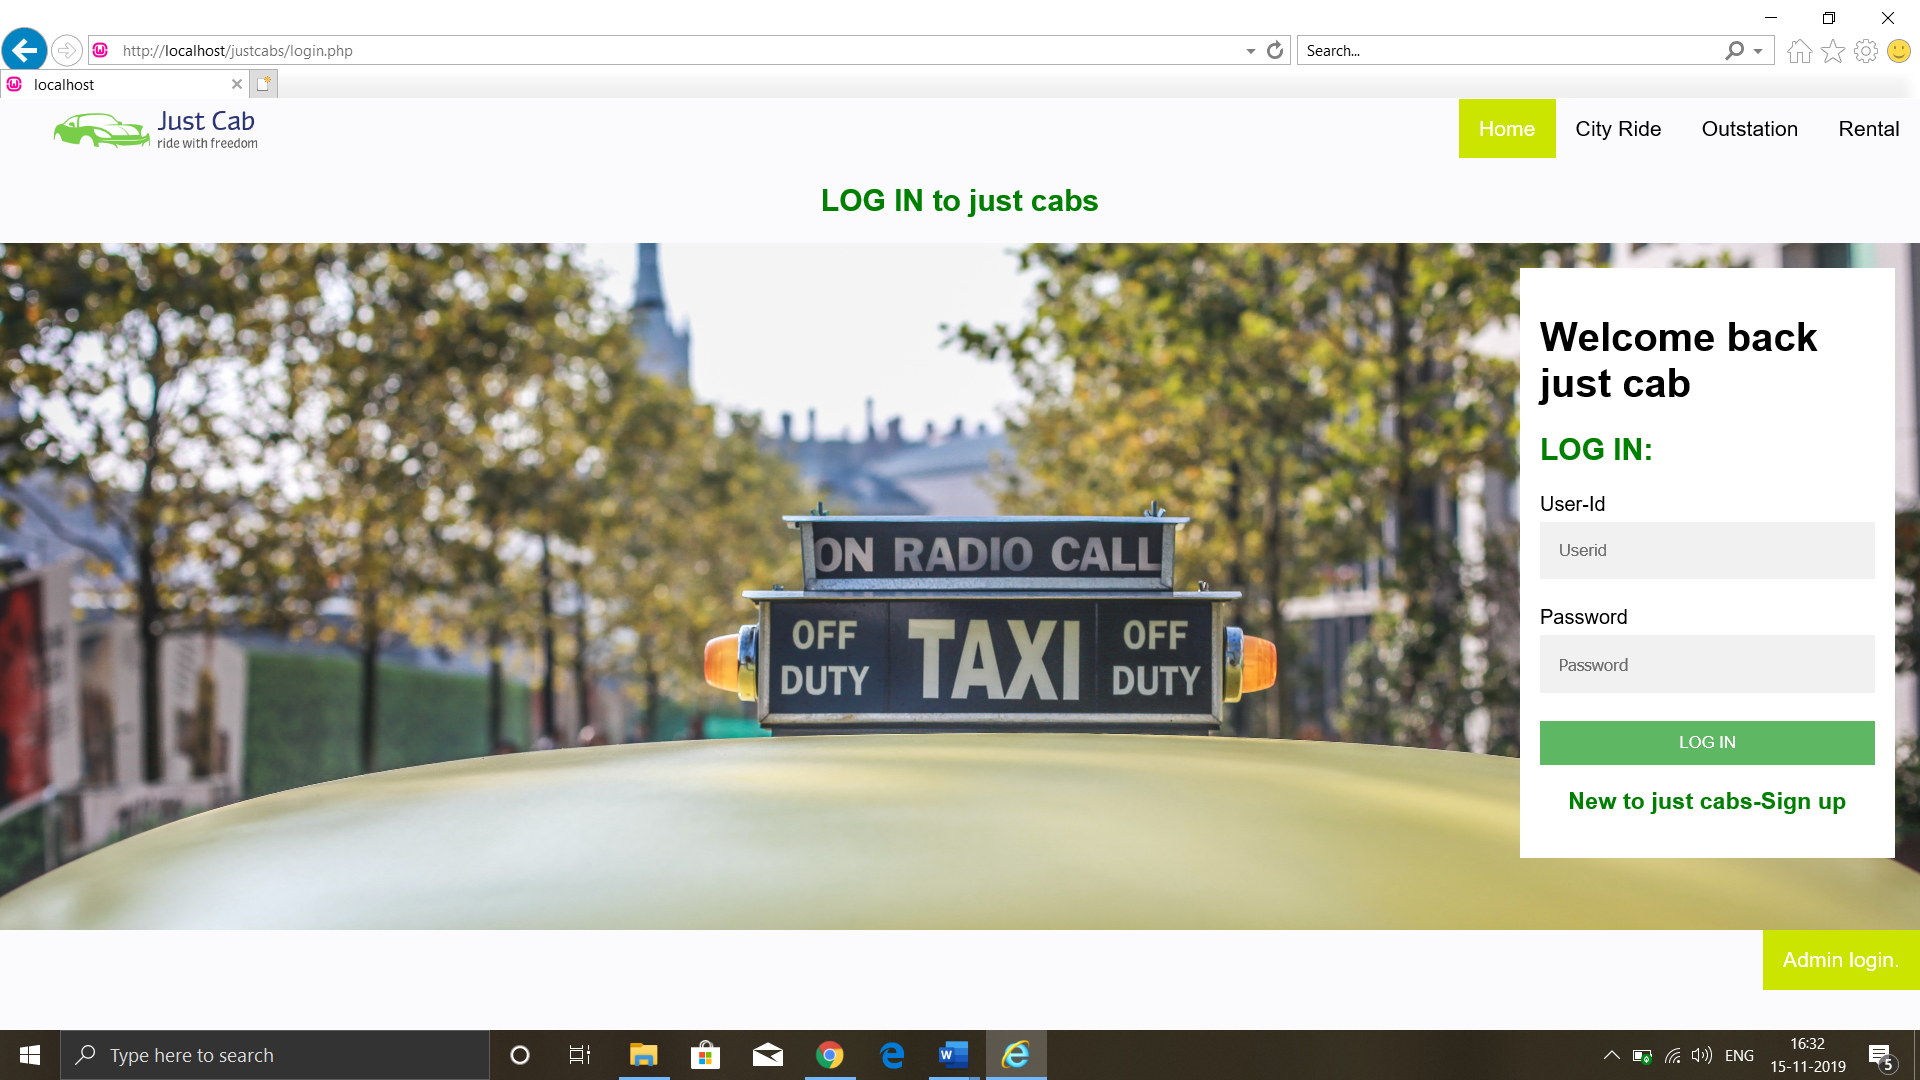 http://localhost/justcabs/login.php
Search...
localhost
Just Cab
ride with freedom
Home
City Ride
Outstation
Rental
LOG IN to just cabs
Welcome back
just cab
LOG IN:
User-Id
Userid
Password
Password
LOG IN
New to just cabs-Sign up
ON RADIO CALL
OFF DUTY
TAXI
OFF DUTY
Admin login.
Type here to search
ENG
16:32
15-11-2019
5